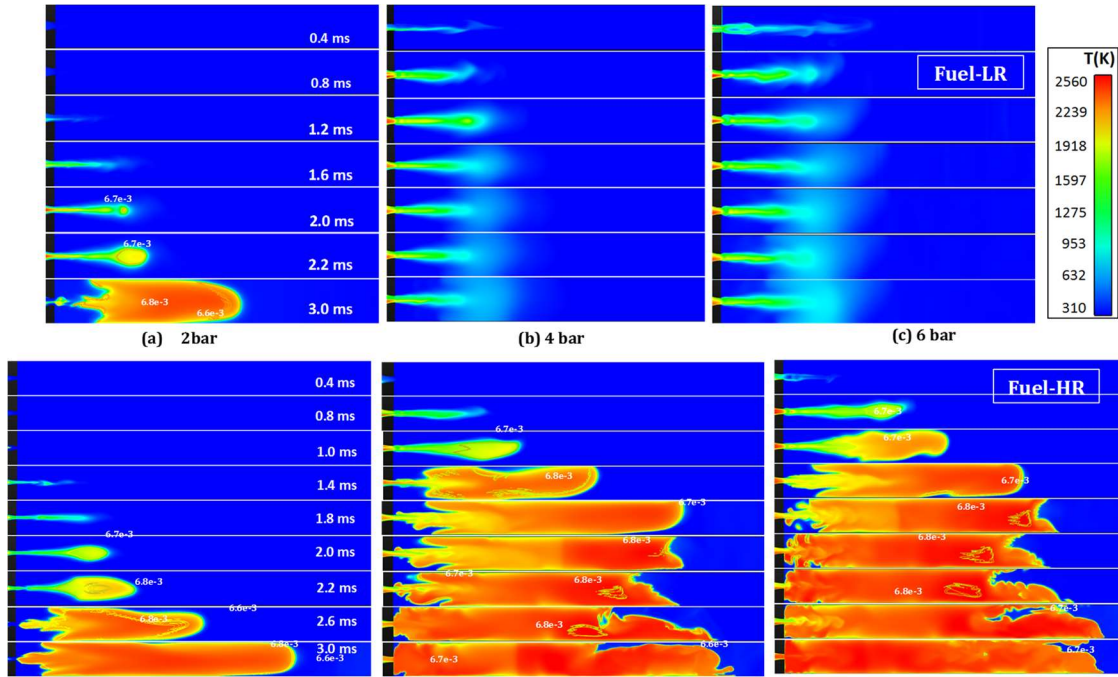 0.4 ms
0.8 ms
1.2 ms
1.6 ms
6.7e-3
2.0 ms
6.7e-3
2.2 ms
6.8e-3
6.6e-3
3.0 ms
Fuel-LR
T(K)
2560
2239
1918
1597
1275
953
632
310
(a) 2bar
(b) 4 bar
(c) 6 bar
0.4 ms
0.8 ms
1.0 ms
1.4 ms
1.8 ms
6.7e-3
2.0 ms
6.8e-3
2.2 ms
6.6e-3
6.8e-3
2.6 ms
6.8e-3
3.0 ms
6.6e-3
6.7e-3
6.8e-3
6.7e-3
6.8e-3
6.7e-3
6.8e-3
6.8e-3
6.6e-3
6.7e-3
Fuel-HR
6.7e-3
6.7e-3
6.7e-3
6.8e-3
6.8e-3
6.7e-3
6.7e-3